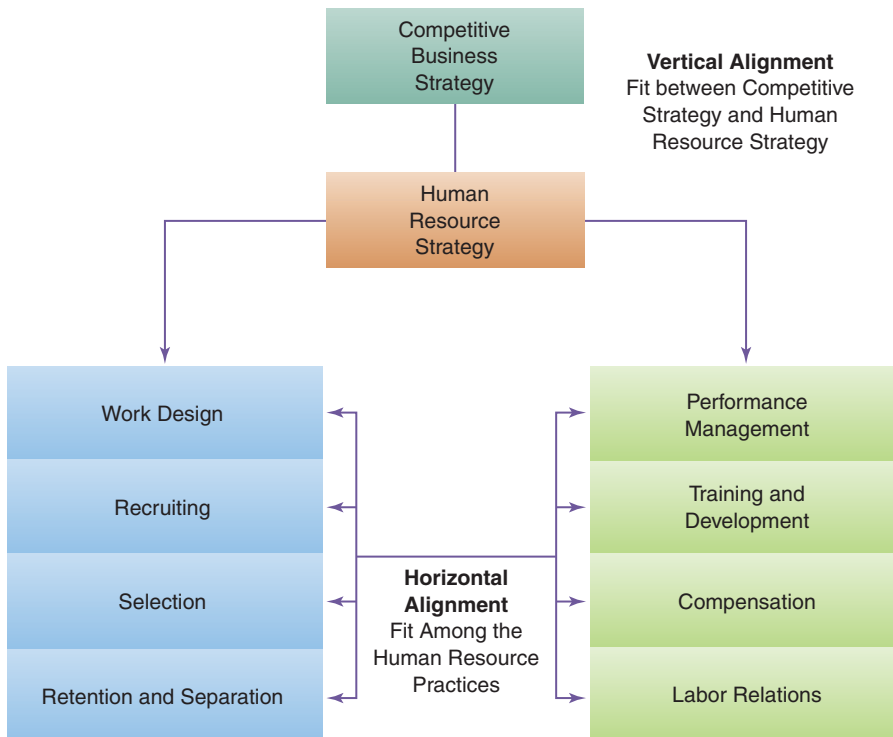 Competitive
Business
Strategy
Vertical Alignment
Fit between Competitive
Strategy and Human
Resource Strategy
Human
Resource
Strategy
Work Design
Recruiting
Selection
Retention and Separation
Horizontal
Alignment
Fit Among the
Human Resource
Practices
Performance
Management
Training and
Development
Compensation
Labor Relations